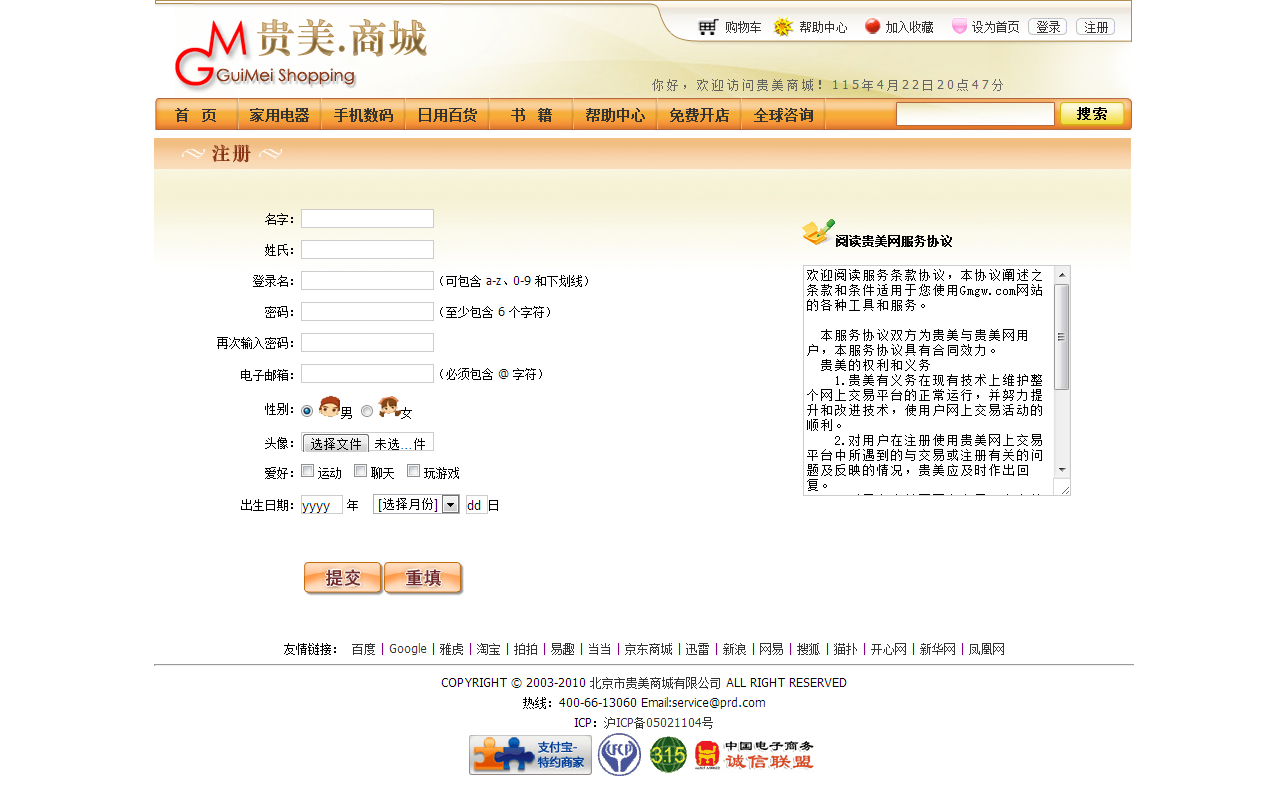 GM 贵美.商城
GuiMei Shopping
购物车 帮助中心 加入收藏 设为首页 登录 注册
你好，欢迎访问贵美商城！115年4月22日20点47分
首 页 家用电器 手机数码 日用百货 书 籍 帮助中心 免费开店 全球咨询 搜索
注册
名字：
姓氏：
登录名： （可包含 a-z、0-9 和下划线）
密码： （至少包含 6 个字符）
再次输入密码：
电子邮箱： （必须包含 @ 字符）
性别： 男 女
头像： 选择文件 未选...件
爱好： 运动 聊天 玩游戏
出生日期： yyyy 年 [选择月份] dd 日
提交 重填
阅读贵美网服务协议
欢迎阅读服务条款协议，本协议阐述之
条款和条件适用于您使用Gmgw.com网站
的各种工具和服务。
本服务协议双方为贵美与贵美网用
户，本服务协议具有合同效力。
贵美的权利和义务
1.贵美有义务在现有技术上维护整
个网上交易平台的正常运行，并努力提
升和改进技术，使用户网上交易活动的
顺利。
2.对用户在注册使用贵美网上交易
平台中所遇到的与交易或注册有关的问
题及反映的情况，贵美应及时作出回
复。
友情链接： 百度 | Google | 雅虎 | 淘宝 | 拍拍 | 易趣 | 当当 | 京东商城 | 迅雷 | 新浪 | 网易 | 搜狐 | 猫扑 | 开心网 | 新华网 | 凤凰网
COPYRIGHT © 2003-2010 北京市贵美商城有限公司 ALL RIGHT RESERVED
热线：400-66-13060 Email:service@prd.com
ICP：沪ICP备05021104号
支付宝-
特约商家
CFCP
315
中国电子商务
诚信联盟